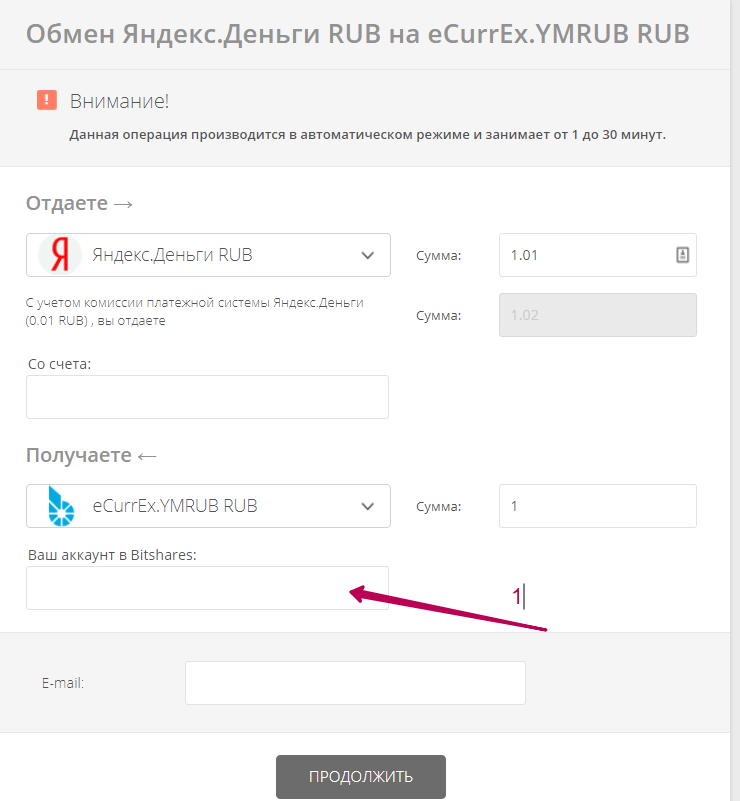 Обмен Яндекс.Деньги RUB на eCurrEx.YMRUB RUB
! Внимание!
Данная операция производится в автоматическом режиме и занимает от 1 до 30 минут.
Отдаете →
Я Яндекс.Деньги RUB Сумма: 1.01
С учетом комиссии платежной системы Яндекс.Деньги
(0.01 RUB) , вы отдаете Сумма: 1.02
Со счета:
Получаете ←
eCurrEx.YMRUB RUB Сумма: 1
Ваш аккаунт в Bitshares:
1
E-mail:
ПРОДОЛЖИТЬ